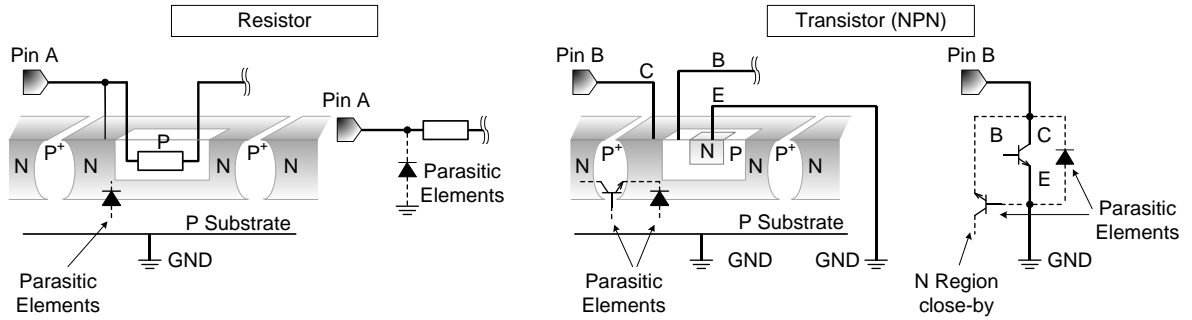 Resistor
Transistor (NPN)
Pin A
Pin B
C
B
E
Pin B
Pin A
N
P+
N
P
P+
N
N
P+
N
N
P
P+
N
B
C
E
Parasitic
Elements
P Substrate
GND
Parasitic
Elements
P Substrate
GND
GND
Parasitic
Elements
Parasitic
Elements
N Region
close-by